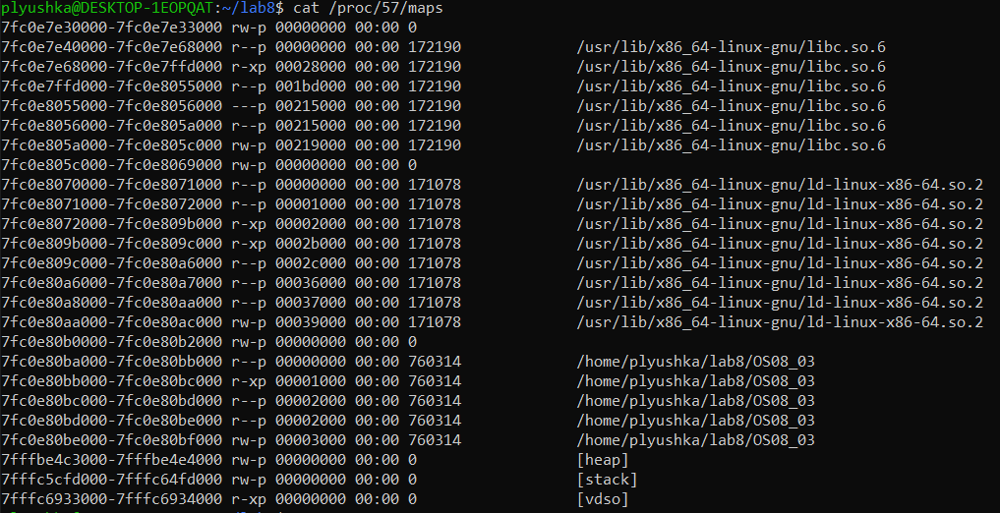 plyushka@DESKTOP-1EOPQAT:~/lab8$ cat /proc/57/maps
7fc0e7e30000-7fc0e7e33000 rw-p 00000000 00:00 0
7fc0e7e40000-7fc0e7e68000 r--p 00000000 00:00 172190 /usr/lib/x86_64-linux-gnu/libc.so.6
7fc0e7e68000-7fc0e7ffd000 r-xp 00028000 00:00 172190 /usr/lib/x86_64-linux-gnu/libc.so.6
7fc0e7ffd000-7fc0e8055000 r--p 001bd000 00:00 172190 /usr/lib/x86_64-linux-gnu/libc.so.6
7fc0e8055000-7fc0e8056000 ---p 00215000 00:00 172190 /usr/lib/x86_64-linux-gnu/libc.so.6
7fc0e8056000-7fc0e805a000 r--p 00215000 00:00 172190 /usr/lib/x86_64-linux-gnu/libc.so.6
7fc0e805a000-7fc0e805c000 rw-p 00219000 00:00 172190 /usr/lib/x86_64-linux-gnu/libc.so.6
7fc0e805c000-7fc0e8069000 rw-p 00000000 00:00 0
7fc0e8070000-7fc0e8071000 r--p 00000000 00:00 171078 /usr/lib/x86_64-linux-gnu/ld-linux-x86-64.so.2
7fc0e8071000-7fc0e8072000 r--p 00001000 00:00 171078 /usr/lib/x86_64-linux-gnu/ld-linux-x86-64.so.2
7fc0e8072000-7fc0e809b000 r-xp 00002000 00:00 171078 /usr/lib/x86_64-linux-gnu/ld-linux-x86-64.so.2
7fc0e809b000-7fc0e809c000 r-xp 0002b000 00:00 171078 /usr/lib/x86_64-linux-gnu/ld-linux-x86-64.so.2
7fc0e809c000-7fc0e80a6000 r--p 0002c000 00:00 171078 /usr/lib/x86_64-linux-gnu/ld-linux-x86-64.so.2
7fc0e80a6000-7fc0e80a7000 r--p 00036000 00:00 171078 /usr/lib/x86_64-linux-gnu/ld-linux-x86-64.so.2
7fc0e80a8000-7fc0e80aa000 r--p 00037000 00:00 171078 /usr/lib/x86_64-linux-gnu/ld-linux-x86-64.so.2
7fc0e80aa000-7fc0e80ac000 rw-p 00039000 00:00 171078 /usr/lib/x86_64-linux-gnu/ld-linux-x86-64.so.2
7fc0e80b0000-7fc0e80b2000 rw-p 00000000 00:00 0
7fc0e80ba000-7fc0e80bb000 r--p 00000000 00:00 760314 /home/plyushka/lab8/OS08_03
7fc0e80bb000-7fc0e80bc000 r-xp 00001000 00:00 760314 /home/plyushka/lab8/OS08_03
7fc0e80bc000-7fc0e80bd000 r--p 00002000 00:00 760314 /home/plyushka/lab8/OS08_03
7fc0e80bd000-7fc0e80be000 r--p 00002000 00:00 760314 /home/plyushka/lab8/OS08_03
7fc0e80be000-7fc0e80bf000 rw-p 00003000 00:00 760314 /home/plyushka/lab8/OS08_03
7fffbe4c3000-7fffbe4e4000 rw-p 00000000 00:00 0 [heap]
7fffc5cfd000-7fffc64fd000 rw-p 00000000 00:00 0 [stack]
7fffc6933000-7fffc6934000 r-xp 00000000 00:00 0 [vdso]